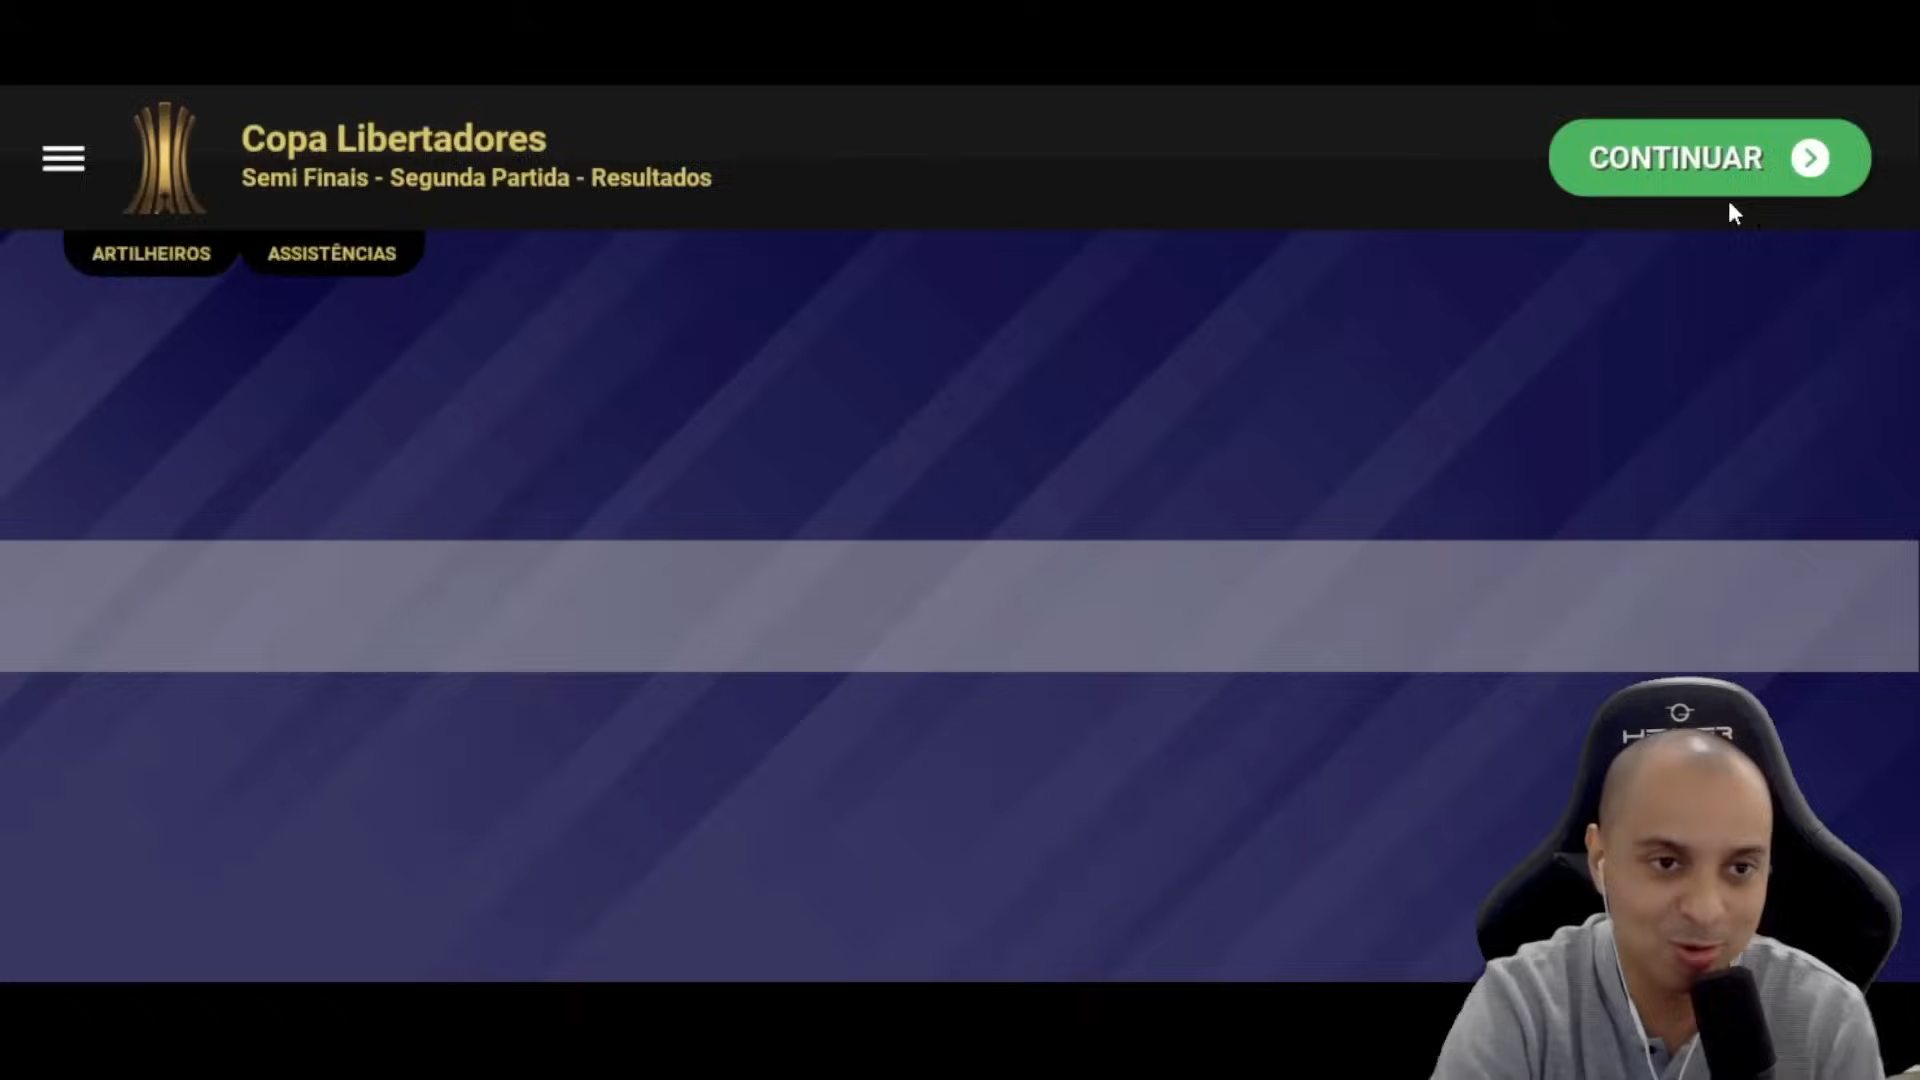 Copa Libertadores
Semi Finais - Segunda Partida - Resultados
CONTINUAR
ARTILHEIROS
ASSISTÊNCIAS